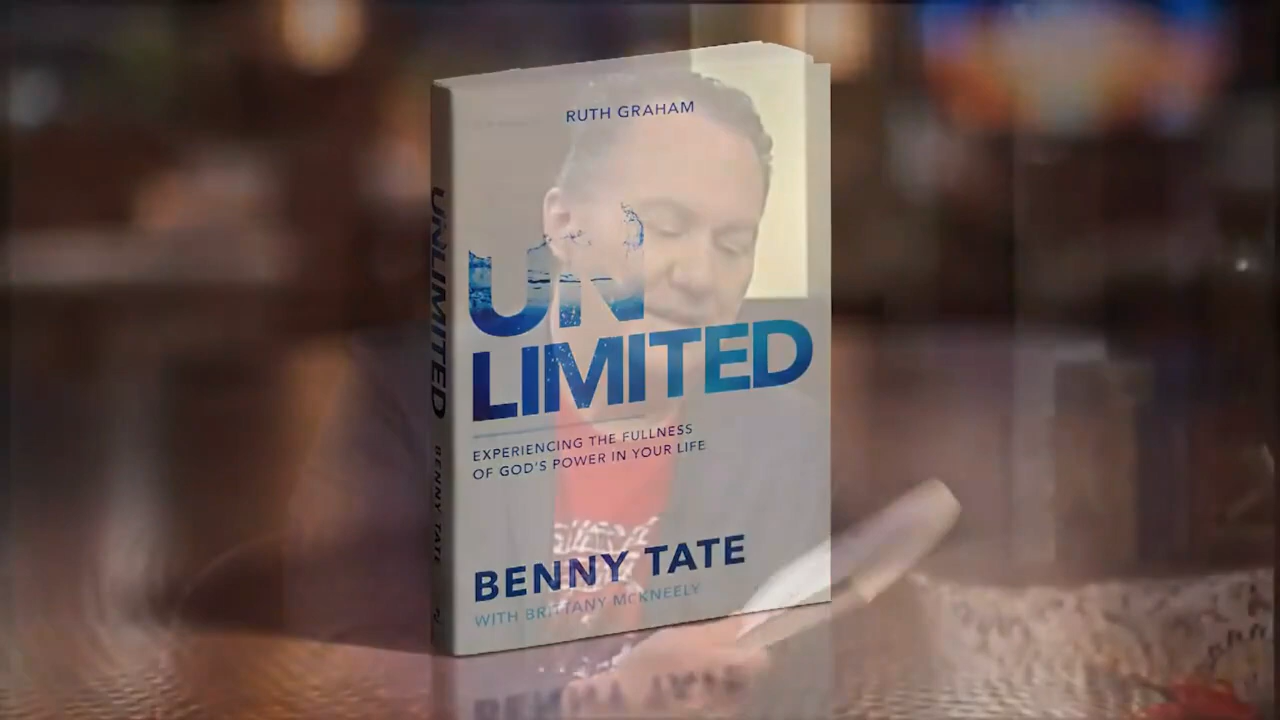 RUTH GRAHAM
UN
LIMITED
EXPERIENCING THE FULLNESS
OF GOD'S POWER IN YOUR LIFE
BENNY TATE
WITH BRITTANY McKNEELY
UNLIMITED
BENNY TATE